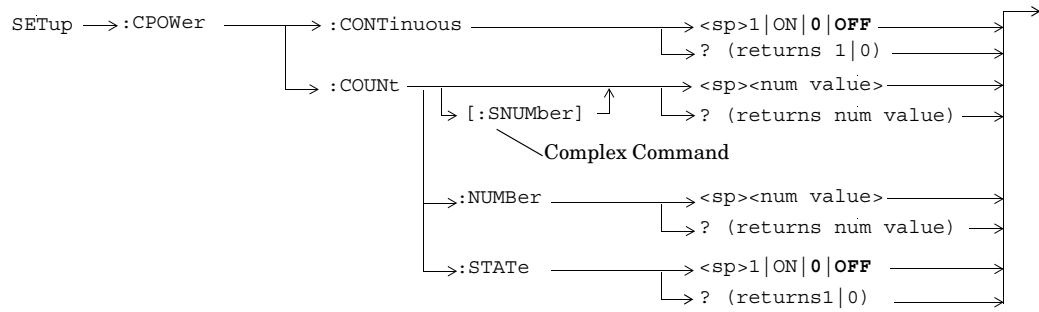 SETup :CPOWer :CONTinuous <sp>1|ON|0|OFF
? (returns 1|0)
:COUNt <sp><num value>
[:SNUMber] ? (returns num value)
Complex Command
:NUMBer <sp><num value>
? (returns num value)
:STATe <sp>1|ON|0|OFF
? (returns1|0)